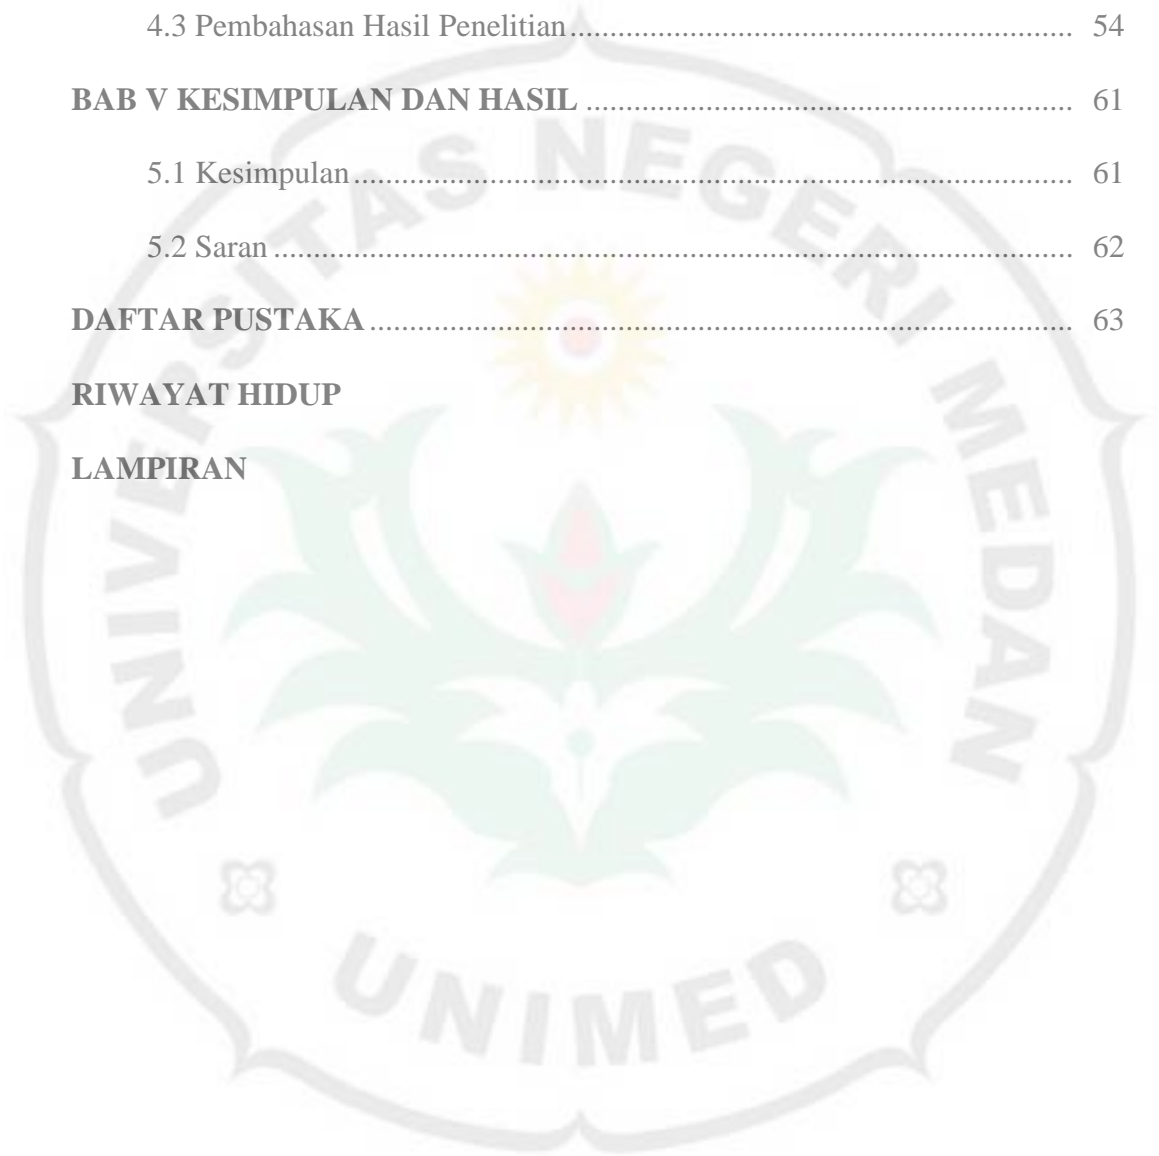 4.3 Pembahasan Hasil Penelitian................................................................ 54
BAB V KESIMPULAN DAN HASIL .............................................................. 61
5.1 Kesimpulan........................................................................................... 61
5.2 Saran ..................................................................................................... 62
DAFTAR PUSTAKA......................................................................................... 63
RIWAYAT HIDUP
LAMPIRAN
UNIVERSITAS NEGERI MEDAN
UNIMED